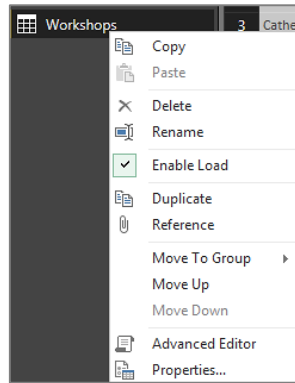 Workshops
3 Cathe
Copy
Paste
Delete
Rename
Enable Load
Duplicate
Reference
Move To Group
Move Up
Move Down
Advanced Editor
Properties...